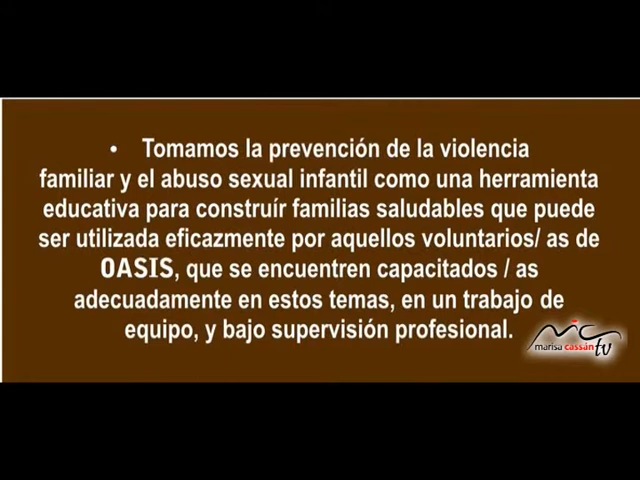 • Tomamos la prevención de la violencia
familiar y el abuso sexual infantil como una herramienta
educativa para construír familias saludables que puede
ser utilizada eficazmente por aquellos voluntarios/ as de
OASIS, que se encuentren capacitados / as
adecuadamente en estos temas, en un trabajo de
equipo, y bajo supervisión profesional.
MC
marisa cassán tv